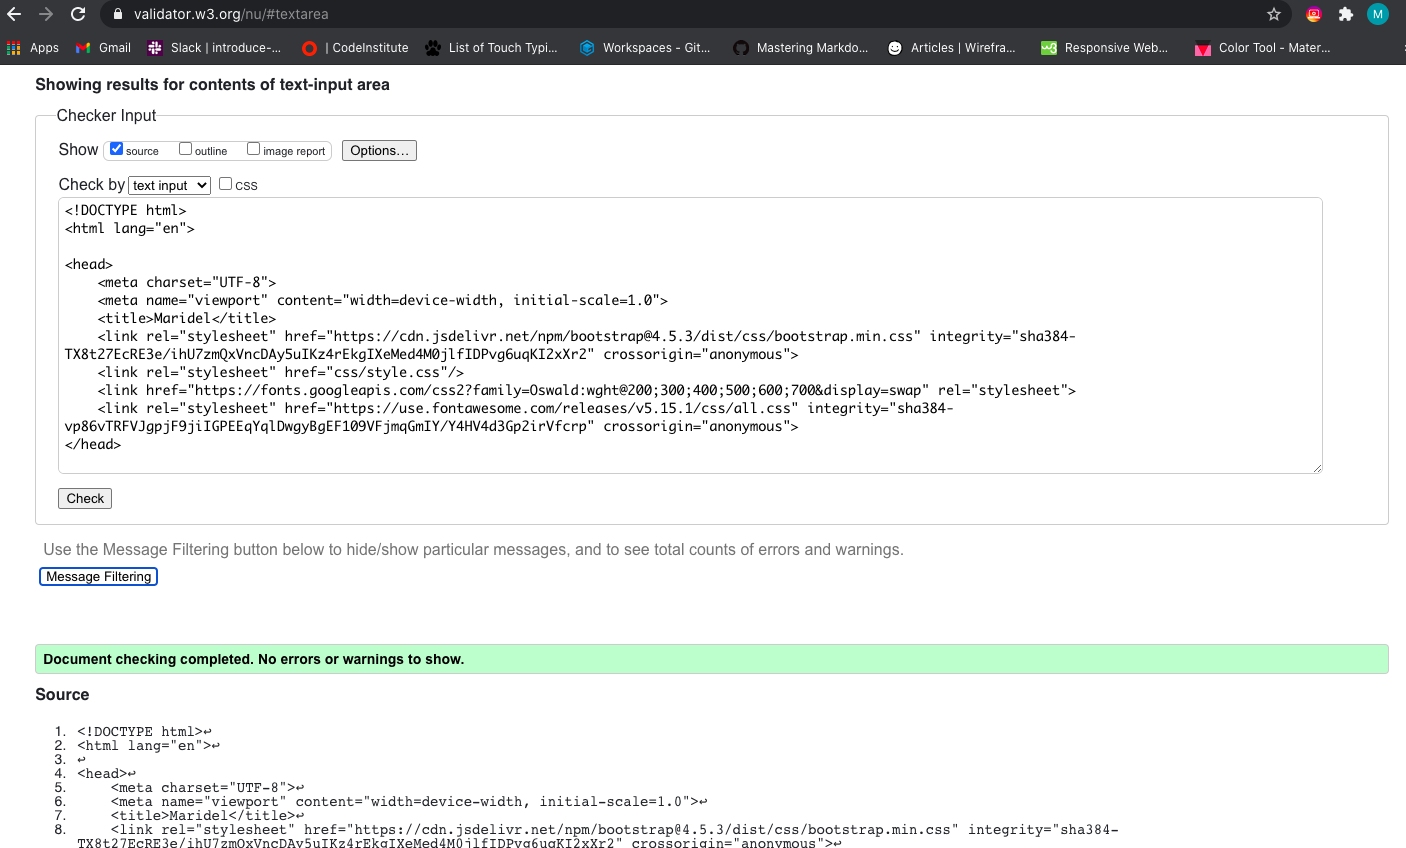 validator.w3.org/nu/#textarea
M
Apps Gmail Slack | introduce-... | CodeInstitute List of Touch Typi... Workspaces - Git... Mastering Markdo... Articles | Wirefra... Responsive Web... Color Tool - Mater...
Showing results for contents of text-input area
Checker Input
Show source outline image report Options...
Check by text input css
<!DOCTYPE html>
<html lang="en">
<head>
<meta charset="UTF-8">
<meta name="viewport" content="width=device-width, initial-scale=1.0">
<title>Maridel</title>
<link rel="stylesheet" href="https://cdn.jsdelivr.net/npm/bootstrap@4.5.3/dist/css/bootstrap.min.css" integrity="sha384-
TX8t27EcRE3e/ihU7zmQxVncDAy5uIKz4rEkgIXeMed4M0jlfIDPvg6uqKI2xXr2" crossorigin="anonymous">
<link rel="stylesheet" href="css/style.css"/>
<link href="https://fonts.googleapis.com/css2?family=Oswald:wght@200;300;400;500;600;700&display=swap" rel="stylesheet">
<link rel="stylesheet" href="https://use.fontawesome.com/releases/v5.15.1/css/all.css" integrity="sha384-
vp86vTRFVJgpjF9jiIGPEEqYqlDwgyBgEF109VFjmqGmIY/Y4HV4d3Gp2irVfcrp" crossorigin="anonymous">
</head>
Check
Use the Message Filtering button below to hide/show particular messages, and to see total counts of errors and warnings.
Message Filtering
Document checking completed. No errors or warnings to show.
Source
1. <!DOCTYPE html>↩
2. <html lang="en">↩
3. ↩
4. <head>↩
5. <meta charset="UTF-8">↩
6. <meta name="viewport" content="width=device-width, initial-scale=1.0">↩
7. <title>Maridel</title>↩
8. <link rel="stylesheet" href="https://cdn.jsdelivr.net/npm/bootstrap@4.5.3/dist/css/bootstrap.min.css" integrity="sha384-
TX8t27EcRE3e/ihU7zmQxVncDAy5uIKz4rEkgIXeMed4M0jlfIDPvg6uqKI2xXr2" crossorigin="anonymous">↩